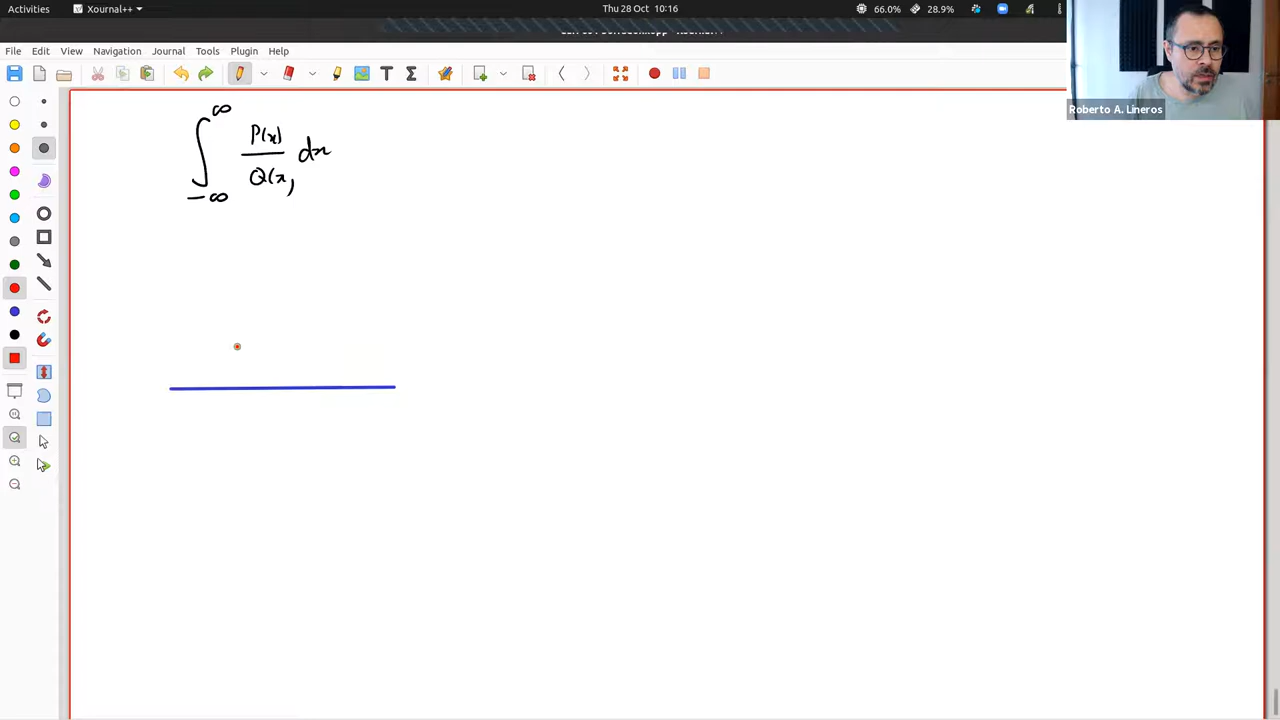 Activities
Xournal++
Thu 28 Oct 10:16
66.0%
28.9%
File Edit View Navigation Journal Tools Plugin Help
Roberto A. Lineros
∫_{-∞}^{∞} P(x)/Q(x) dx